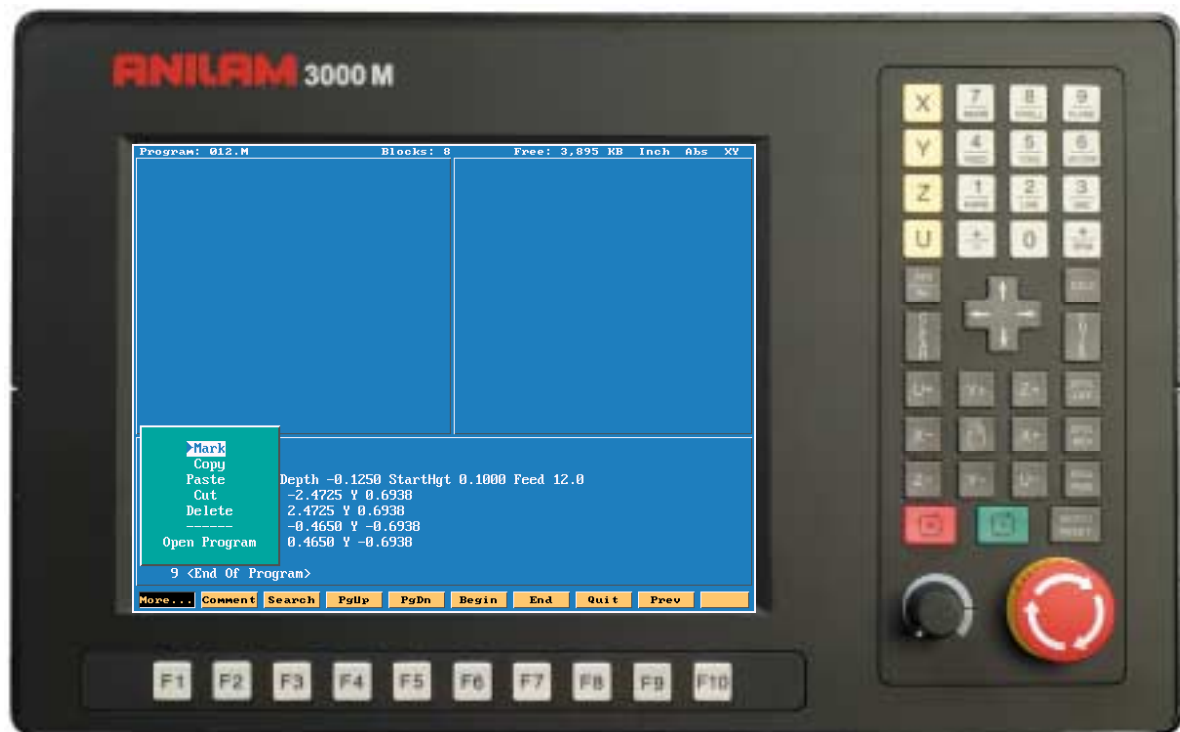 ANILAM 3000 M
Program: 012.M Blocks: 8 Free: 3,895 KB Inch Abs XY
Mark
Copy
Paste Depth -0.1250 StartHgt 0.1000 Feed 12.0
Cut -2.4725 Y 0.6938
Delete 2.4725 Y 0.6938
------ -0.4650 Y -0.6938
Open Program 0.4650 Y -0.6938
9 <End Of Program>
More... Comment Search PgUp PgDn Begin End Quit Prev
F1 F2 F3 F4 F5 F6 F7 F8 F9 F10
X 7 8 9
Y 4 5 6
Z 1 2 3
U 0
Z+
X- X+
Z- Y- U-